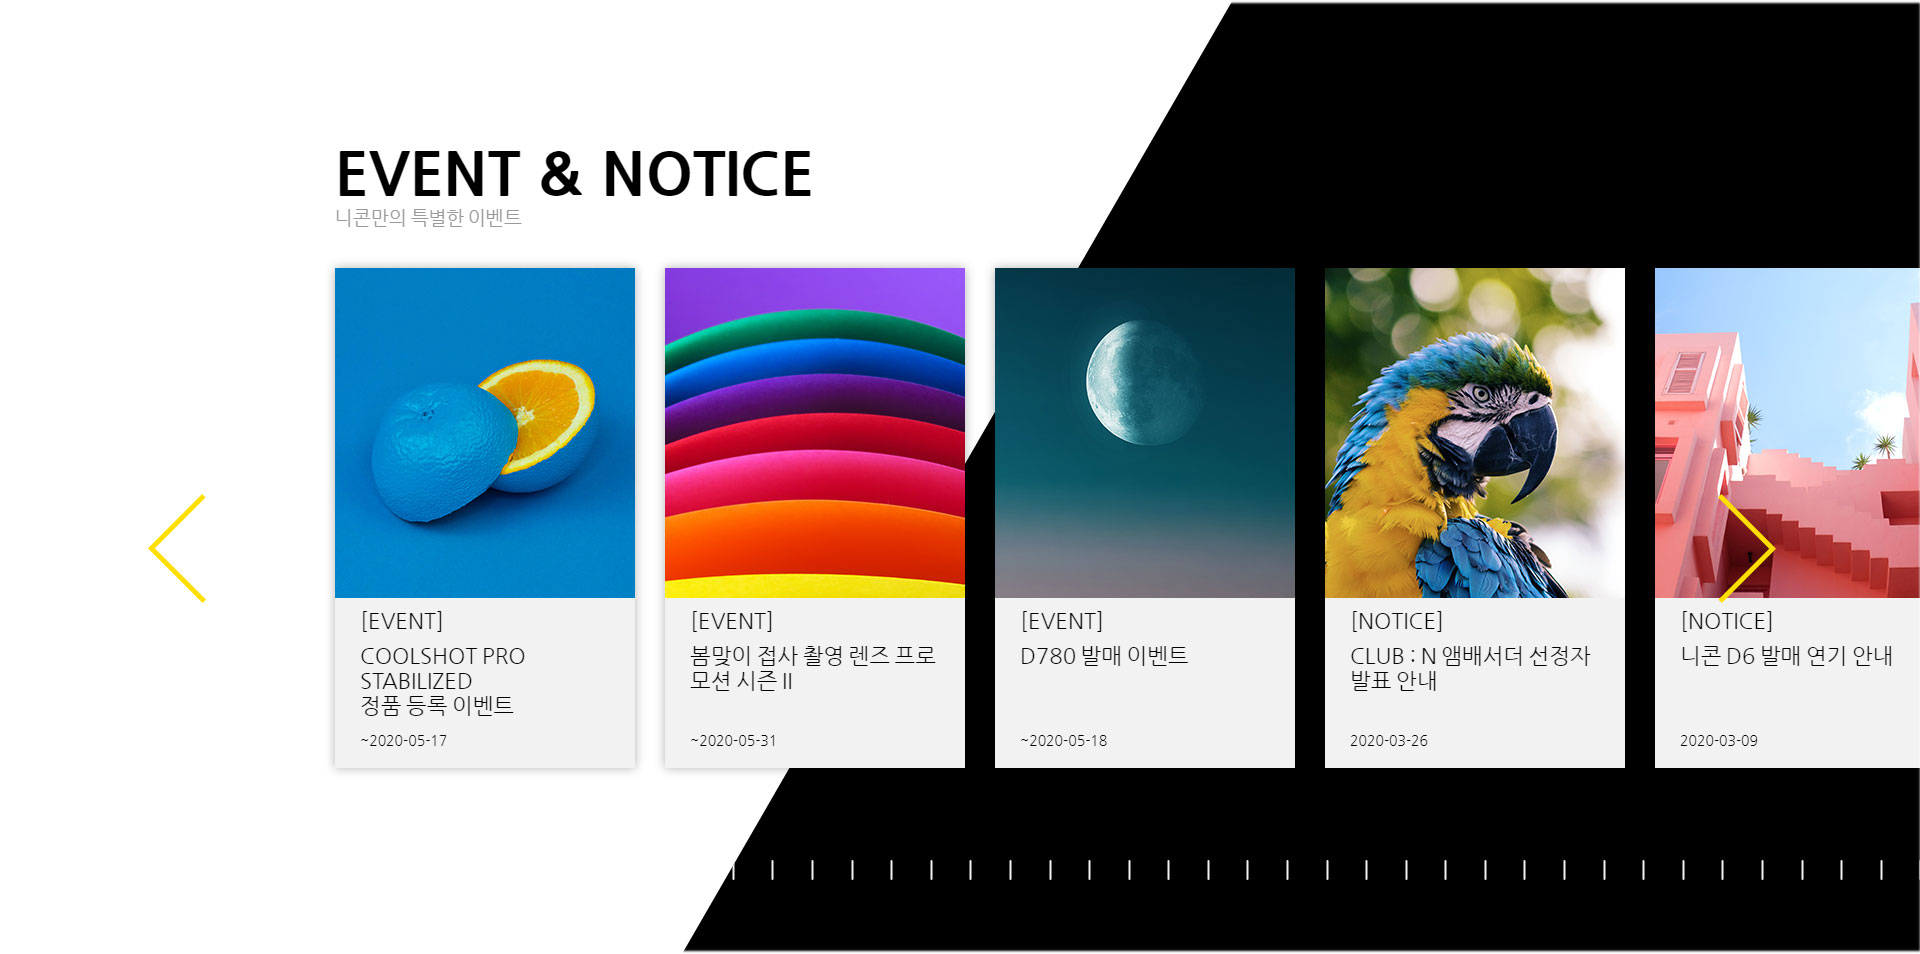 EVENT & NOTICE
니콘만의 특별한 이벤트
[EVENT]
COOLSHOT PRO
STABILIZED
정품 등록 이벤트
~2020-05-17
[EVENT]
봄맞이 접사 촬영 렌즈 프로
모션 시즌 II
~2020-05-31
[EVENT]
D780 발매 이벤트
~2020-05-18
[NOTICE]
CLUB : N 앰배서더 선정자
발표 안내
2020-03-26
[NOTICE]
니콘 D6 발매 연기 안내
2020-03-09